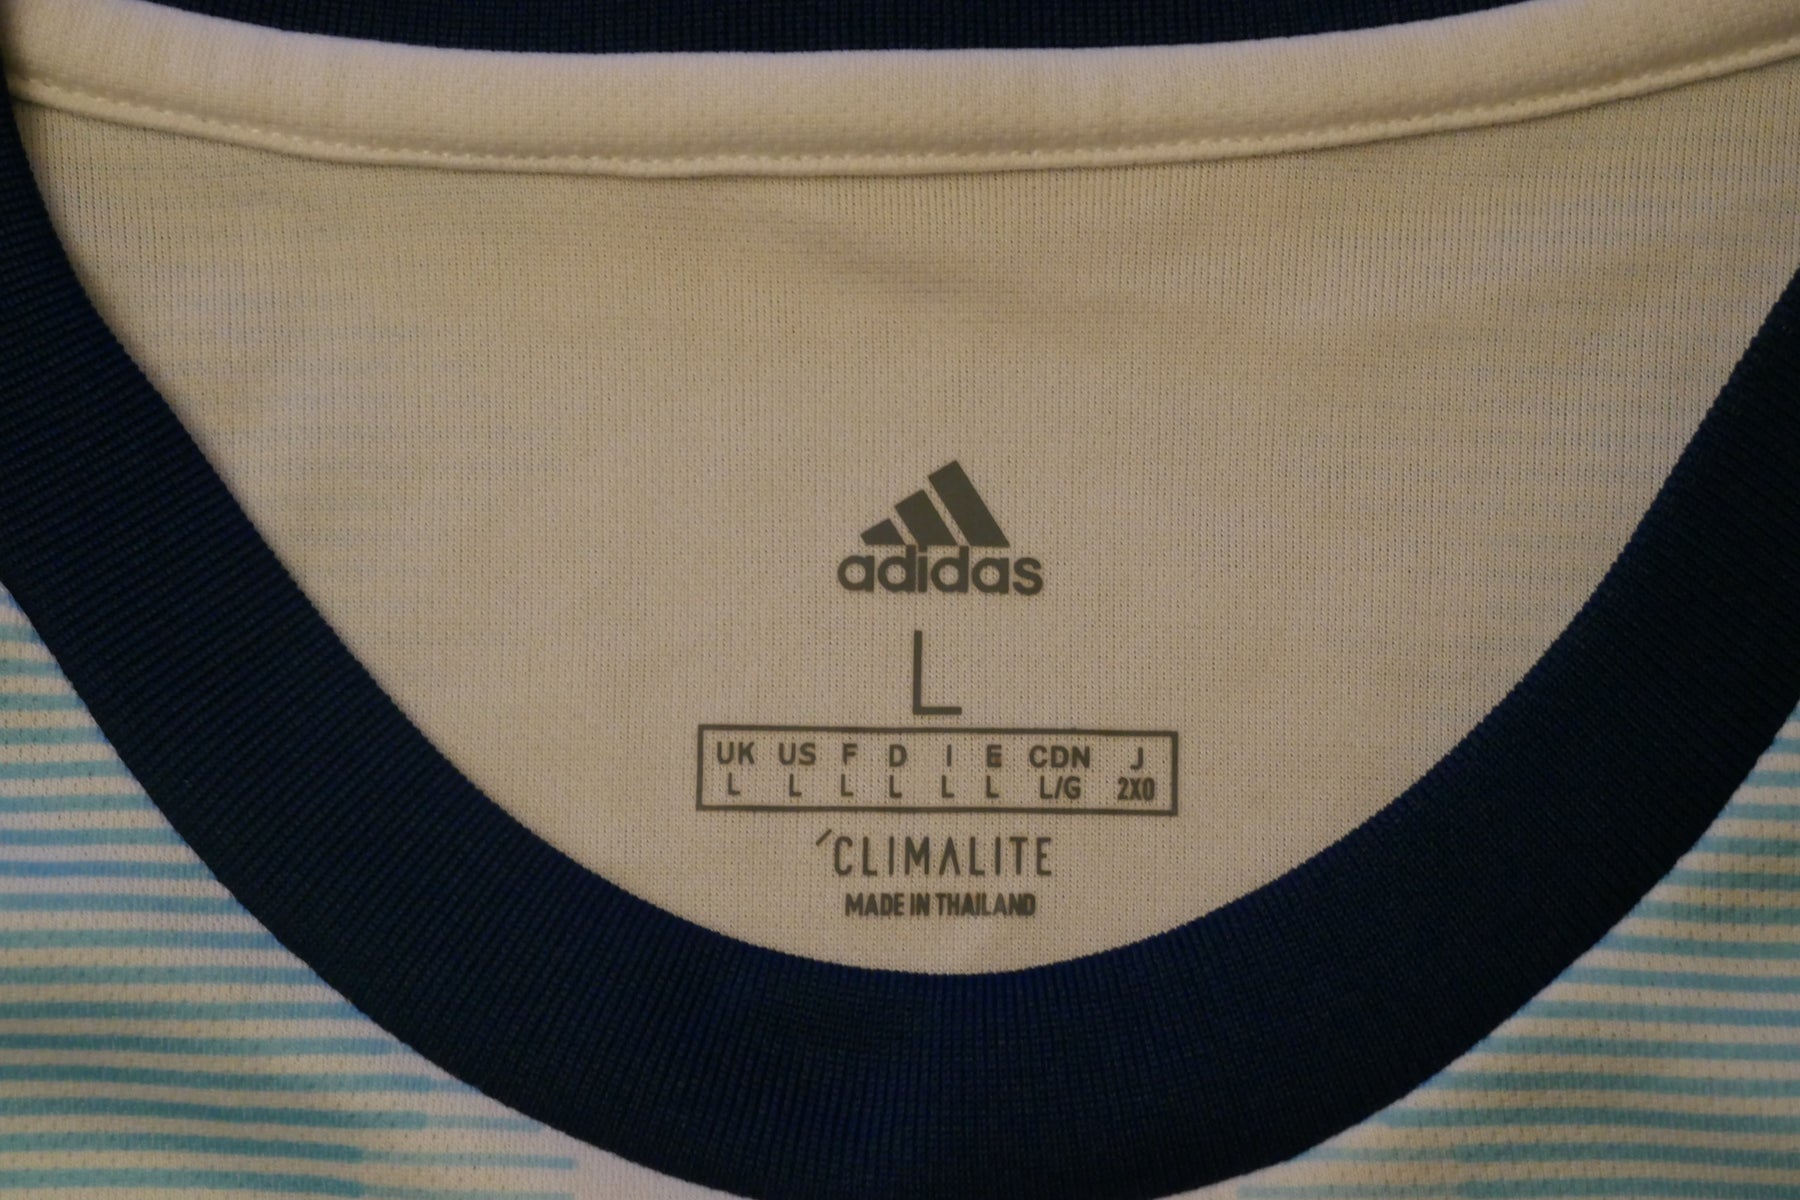 adidas
L
UK US F D I E CDN J
L L L L L L L/G 2XO
CLIMALITE
MADE IN THAILAND